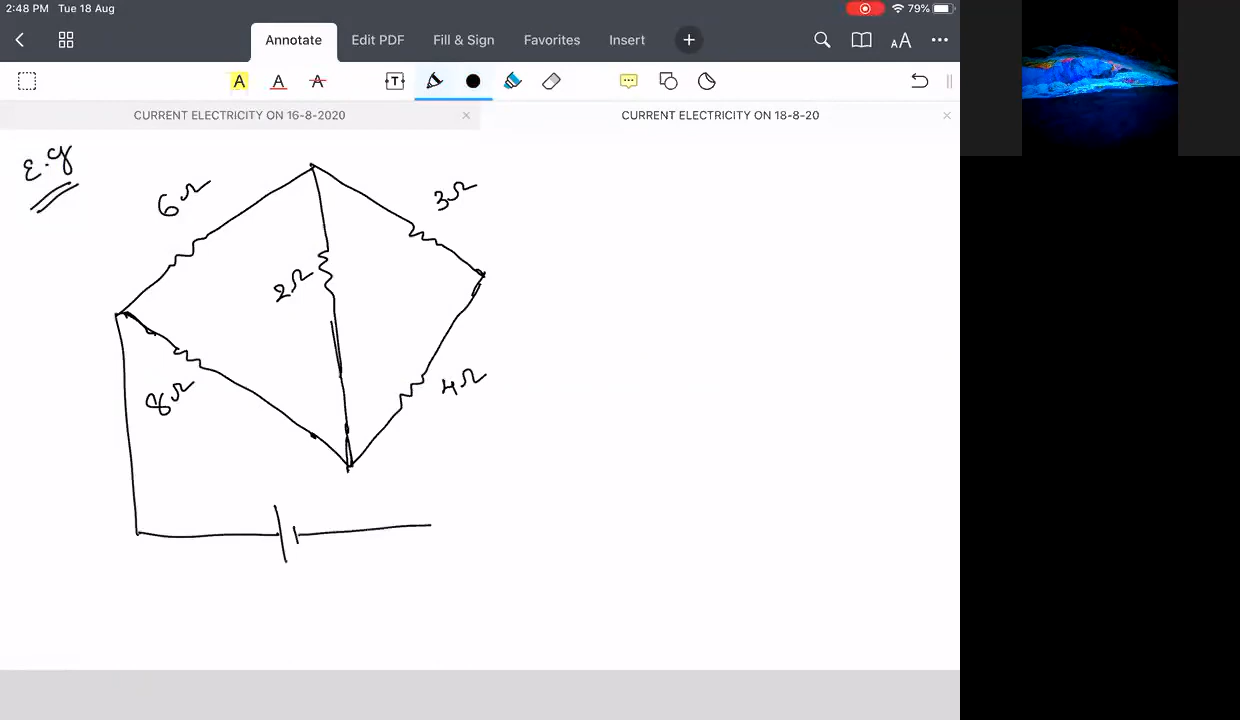 2:48 PM Tue 18 Aug
79%
Annotate Edit PDF Fill & Sign Favorites Insert
AA
A A A T
CURRENT ELECTRICITY ON 16-8-2020
CURRENT ELECTRICITY ON 18-8-20
E.g
6Ω
3Ω
2Ω
8Ω
4Ω